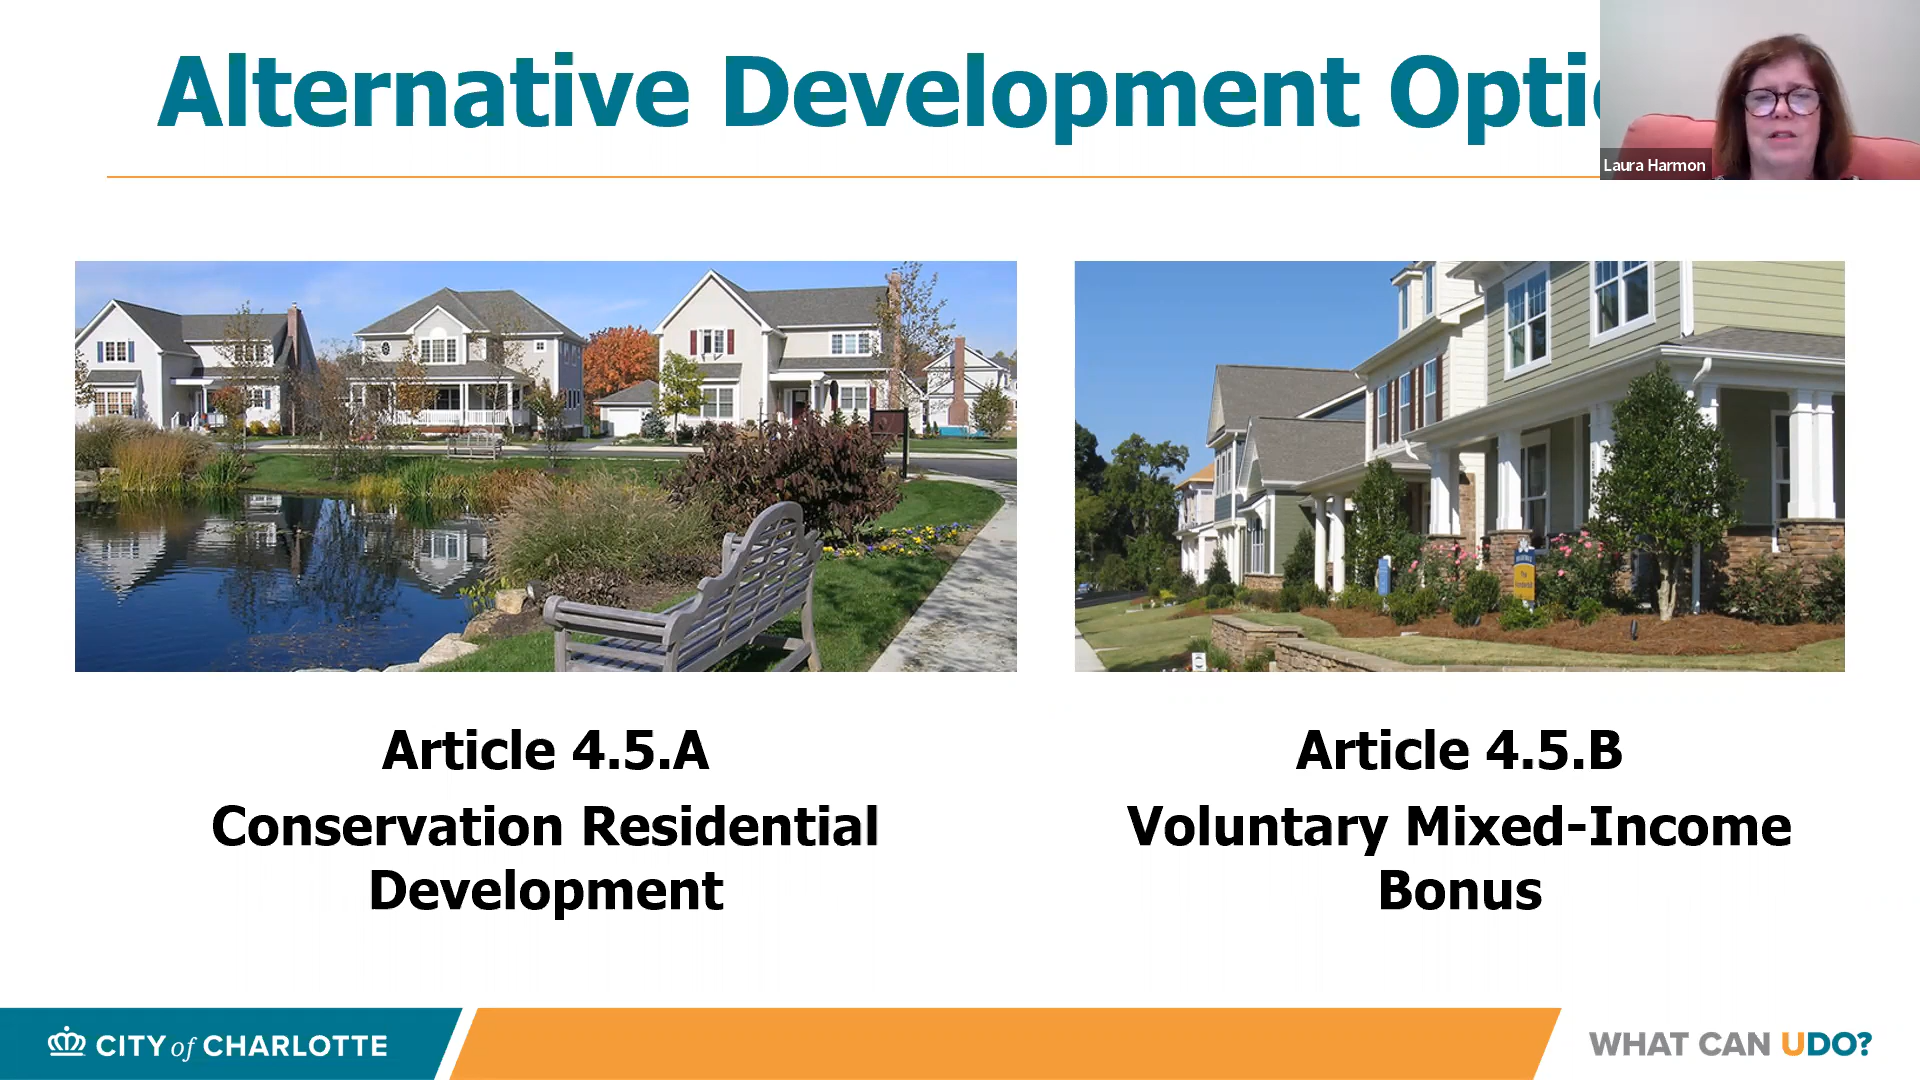 Alternative Development Optio
Laura Harmon
Article 4.5.A
Conservation Residential
Development
Article 4.5.B
Voluntary Mixed-Income
Bonus
CITY of CHARLOTTE
WHAT CAN UDO?